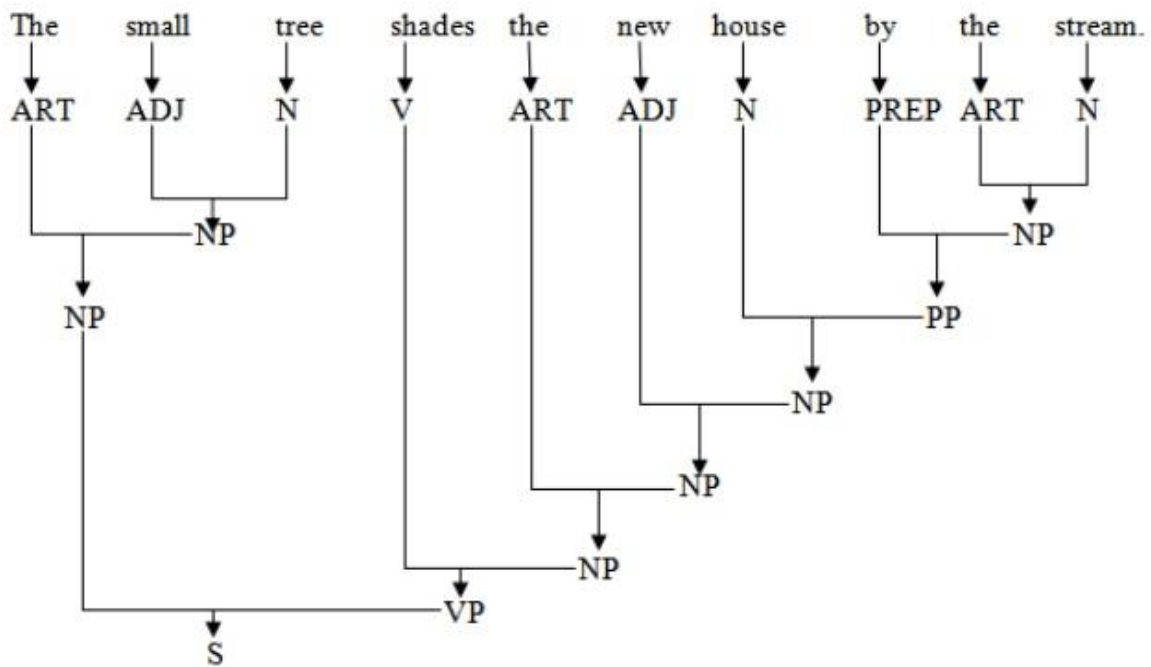 The small tree shades the new house by the stream.
ART ADJ N V ART ADJ N PREP ART N
NP NP
NP PP
NP
NP
NP
VP
S